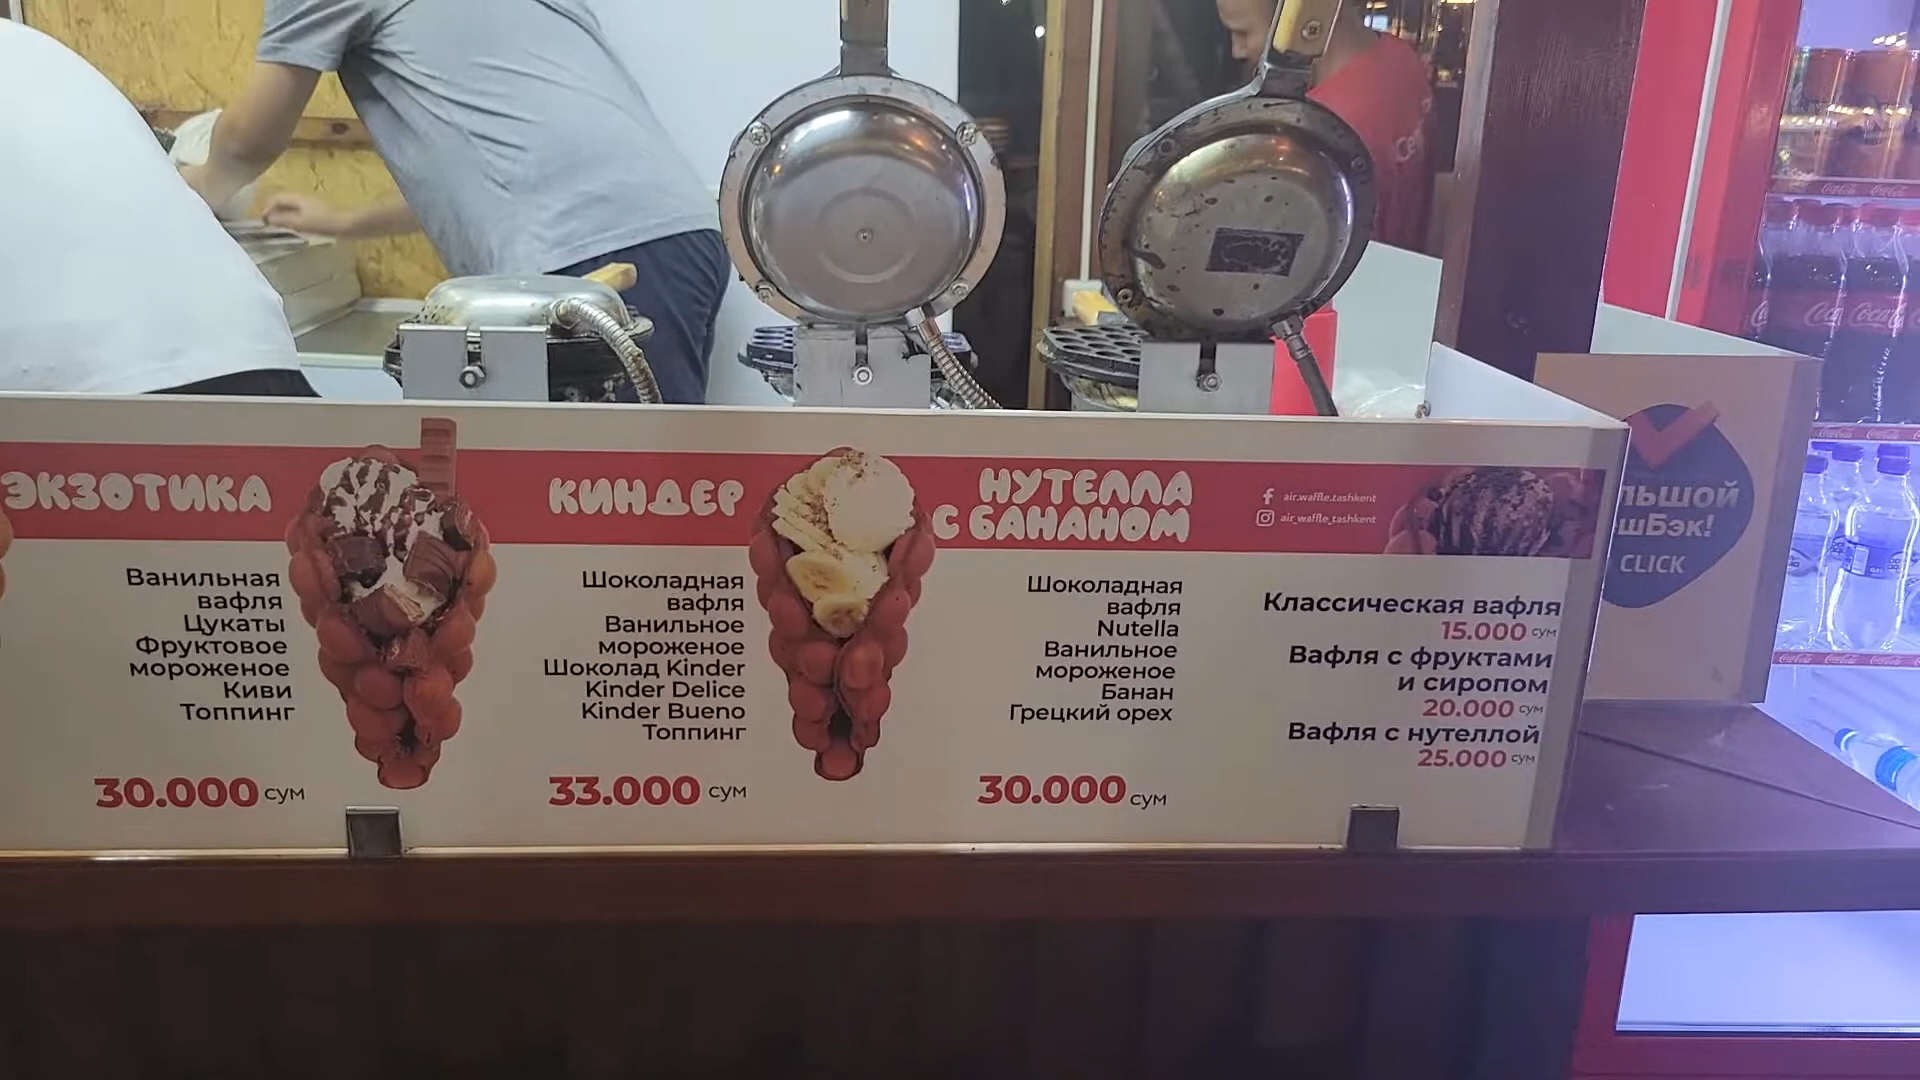 ЭКЗОТИКА
Ванильная
вафля
Цукаты
Фруктовое
мороженое
Киви
Топпинг
30.000 сум
КИНДЕР
Шоколадная
вафля
Ванильное
мороженое
Шоколад Kinder
Kinder Delice
Kinder Bueno
Топпинг
33.000 сум
НУТЕЛЛА
С БАНАНОМ
Шоколадная
вафля
Nutella
Ванильное
мороженое
Банан
Грецкий орех
30.000 сум
air.waffle.tashkent
air_waffle_tashkent
Классическая вафля
15.000 сум
Вафля с фруктами
и сиропом
20.000 сум
Вафля с нутеллой
25.000 сум
льшой
шБэк!
CLICK
Coca-Cola